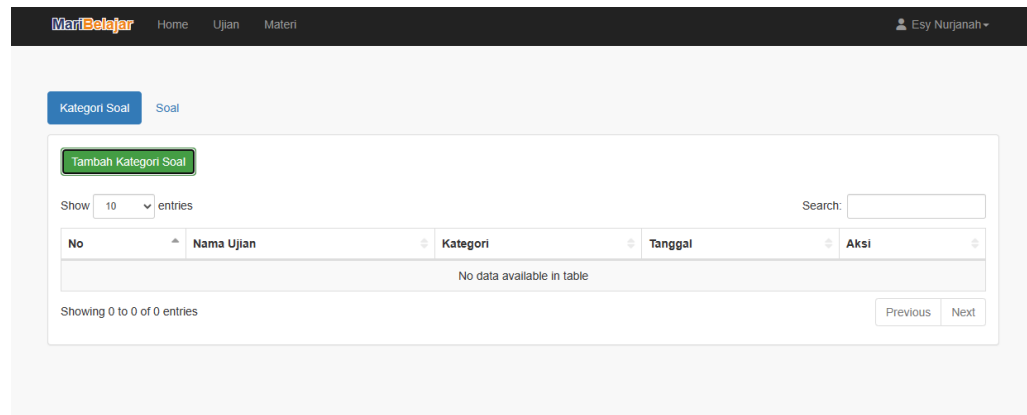 MariBelajar Home Ujian Materi Esy Nurjanah
Kategori Soal Soal
Tambah Kategori Soal
Show 10 entries Search:
No Nama Ujian Kategori Tanggal Aksi
No data available in table
Showing 0 to 0 of 0 entries Previous Next